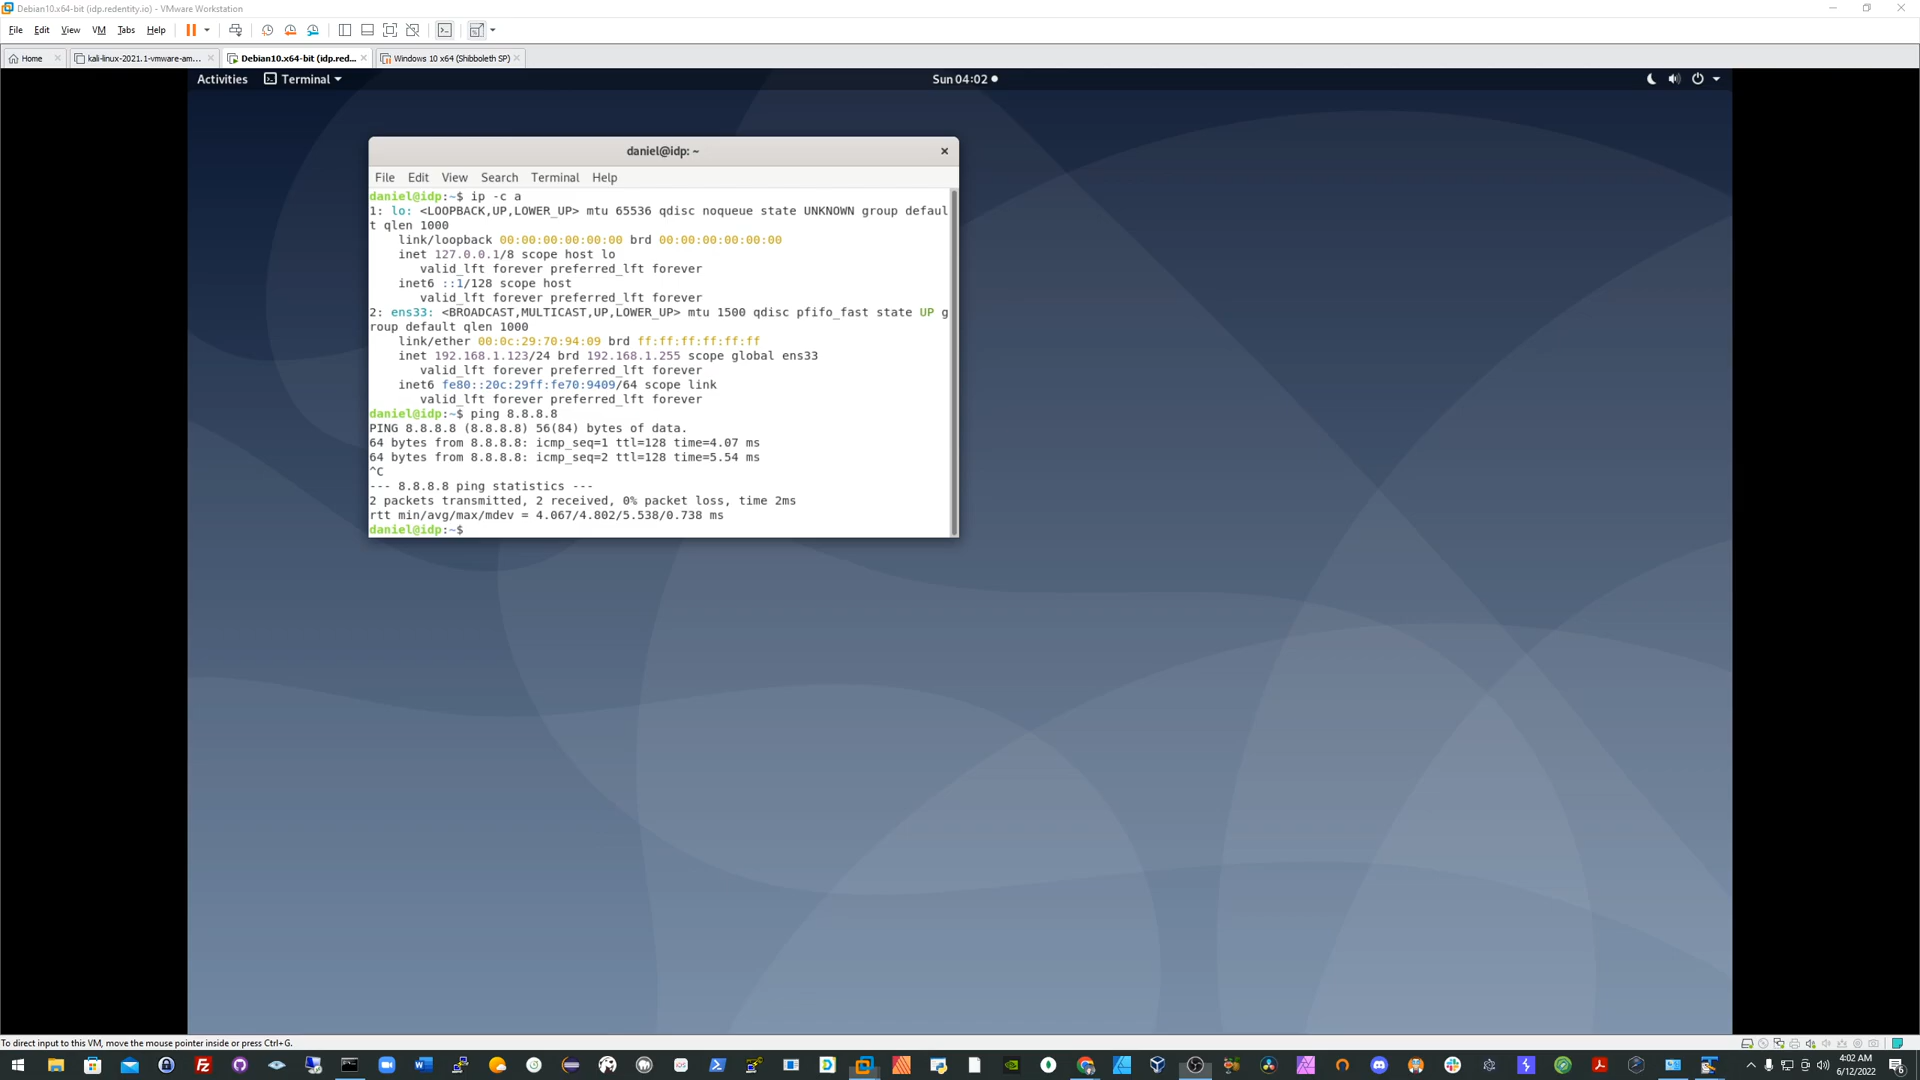 Debian10.x64-bit (idp.redentity.io) - VMware Workstation
File Edit View VM Tabs Help
Home kali-linux-2021.1-vmware-am... Debian10.x64-bit (idp.red... Windows 10 x64 (Shibboleth SP)
Activities Terminal Sun 04:02
daniel@idp: ~
File Edit View Search Terminal Help
daniel@idp:~$ ip -c a
1: lo: <LOOPBACK,UP,LOWER_UP> mtu 65536 qdisc noqueue state UNKNOWN group defaul
t qlen 1000
link/loopback 00:00:00:00:00:00 brd 00:00:00:00:00:00
inet 127.0.0.1/8 scope host lo
valid_lft forever preferred_lft forever
inet6 ::1/128 scope host
valid_lft forever preferred_lft forever
2: ens33: <BROADCAST,MULTICAST,UP,LOWER_UP> mtu 1500 qdisc pfifo_fast state UP g
roup default qlen 1000
link/ether 00:0c:29:70:94:09 brd ff:ff:ff:ff:ff:ff
inet 192.168.1.123/24 brd 192.168.1.255 scope global ens33
valid_lft forever preferred_lft forever
inet6 fe80::20c:29ff:fe70:9409/64 scope link
valid_lft forever preferred_lft forever
daniel@idp:~$ ping 8.8.8.8
PING 8.8.8.8 (8.8.8.8) 56(84) bytes of data.
64 bytes from 8.8.8.8: icmp_seq=1 ttl=128 time=4.07 ms
64 bytes from 8.8.8.8: icmp_seq=2 ttl=128 time=5.54 ms
^C
--- 8.8.8.8 ping statistics ---
2 packets transmitted, 2 received, 0% packet loss, time 2ms
rtt min/avg/max/mdev = 4.067/4.802/5.538/0.738 ms
daniel@idp:~$
To direct input to this VM, move the mouse pointer inside or press Ctrl+G.
4:02 AM
6/12/2022